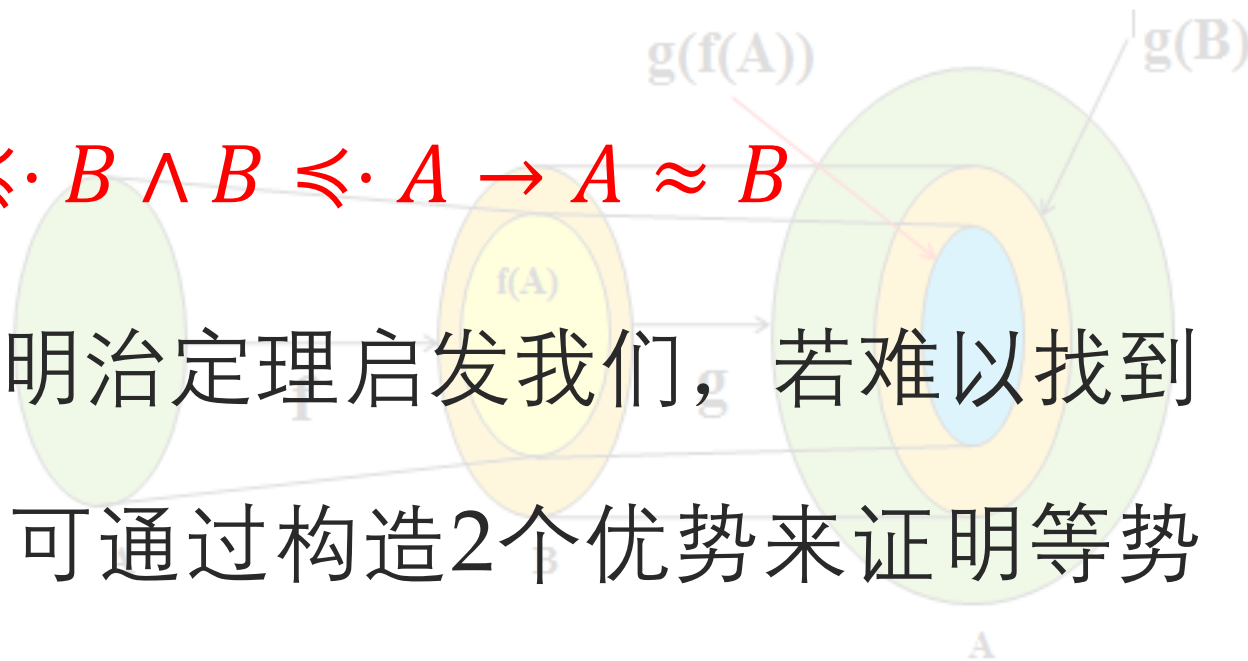 g(f(A)) g(B)
≼· B ∧ B ≼· A → A ≈ B
f(A)
明治定理启发我们，若难以找到
f g
可通过构造2个优势来证明等势
B
A